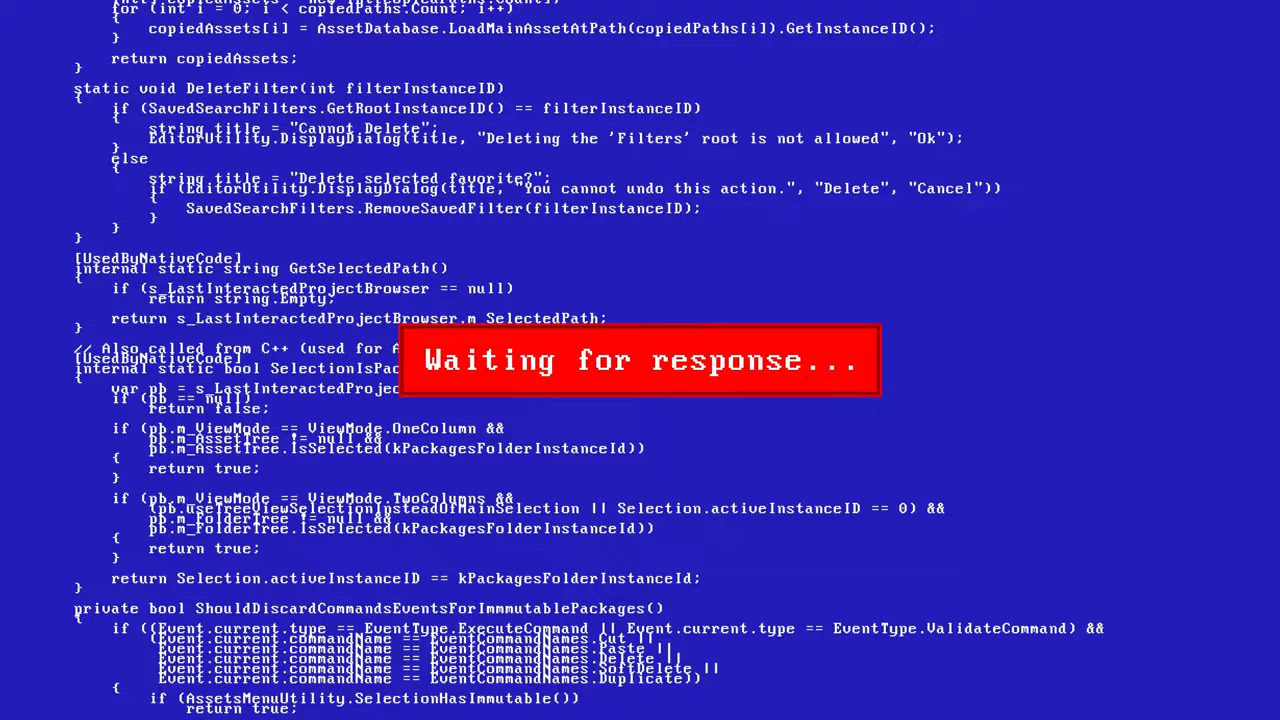 int[] copiedAssets = new int[copiedPaths.Count];
for (int i = 0; i < copiedPaths.Count; i++)
{
copiedAssets[i] = AssetDatabase.LoadMainAssetAtPath(copiedPaths[i]).GetInstanceID();
}
return copiedAssets;
}
static void DeleteFilter(int filterInstanceID)
{
if (SavedSearchFilters.GetRootInstanceID() == filterInstanceID)
{
string title = "Cannot Delete";
EditorUtility.DisplayDialog(title, "Deleting the 'Filters' root is not allowed", "Ok");
}
else
{
string title = "Delete selected favorite?";
if (EditorUtility.DisplayDialog(title, "You cannot undo this action.", "Delete", "Cancel"))
{
SavedSearchFilters.RemoveSavedFilter(filterInstanceID);
}
}
}
[UsedByNativeCode]
internal static string GetSelectedPath()
{
if (s_LastInteractedProjectBrowser == null)
return string.Empty;
return s_LastInteractedProjectBrowser.m_SelectedPath;
}
// Also called from C++ (used for A
[UsedByNativeCode]
internal static bool SelectionIsPac
{
var pb = s_LastInteractedProjec
if (pb == null)
return false;
Waiting for response...
if (pb.m_ViewMode == ViewMode.OneColumn &&
pb.m_AssetTree != null &&
pb.m_AssetTree.IsSelected(kPackagesFolderInstanceId))
{
return true;
}
if (pb.m_ViewMode == ViewMode.TwoColumns &&
(pb.useTreeViewSelectionInsteadOfMainSelection || Selection.activeInstanceID == 0) &&
pb.m_FolderTree != null &&
pb.m_FolderTree.IsSelected(kPackagesFolderInstanceId))
{
return true;
}
return Selection.activeInstanceID == kPackagesFolderInstanceId;
}
private bool ShouldDiscardCommandsEventsForImmmutablePackages()
{
if ((Event.current.type == EventType.ExecuteCommand || Event.current.type == EventType.ValidateCommand) &&
(Event.current.commandName == EventCommandNames.Cut ||
Event.current.commandName == EventCommandNames.Paste ||
Event.current.commandName == EventCommandNames.Delete ||
Event.current.commandName == EventCommandNames.SoftDelete ||
Event.current.commandName == EventCommandNames.Duplicate))
{
if (AssetsMenuUtility.SelectionHasImmutable())
return true;